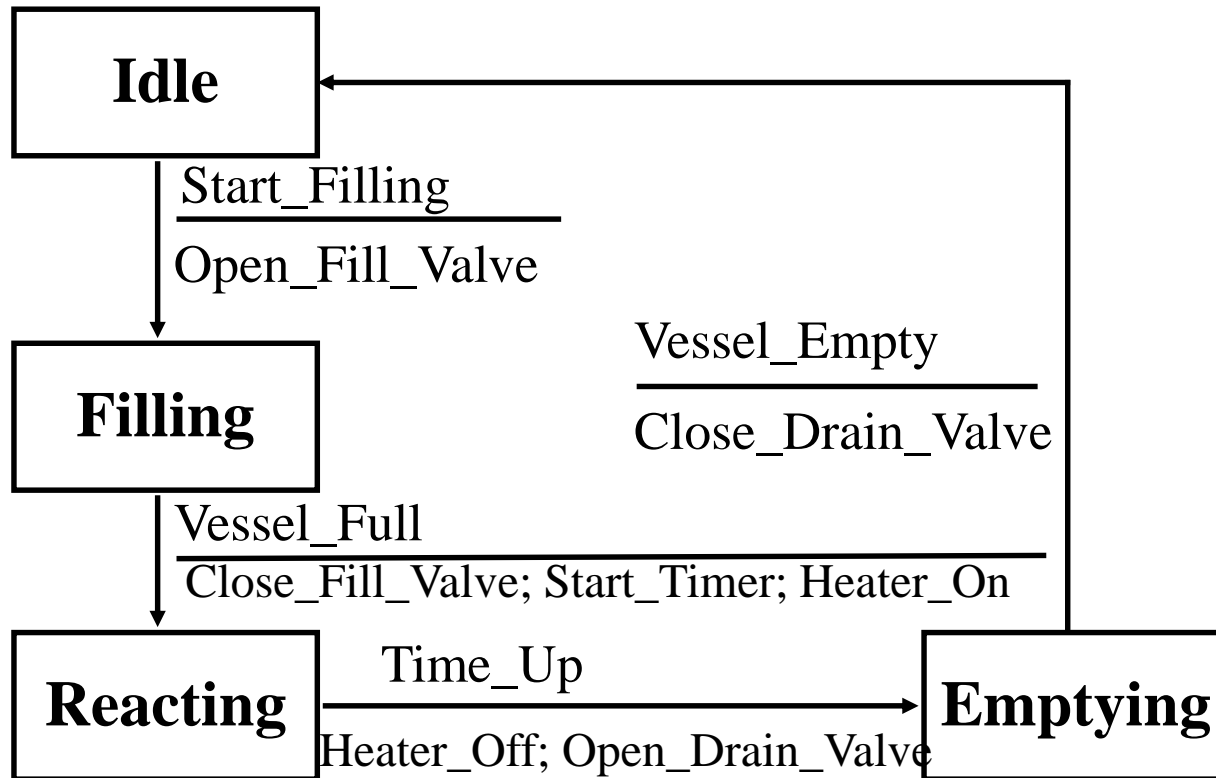 Idle
Start_Filling
Open_Fill_Valve
Vessel_Empty
Close_Drain_Valve
Filling
Vessel_Full
Close_Fill_Valve; Start_Timer; Heater_On
Reacting
Time_Up
Heater_Off; Open_Drain_Valve
Emptying